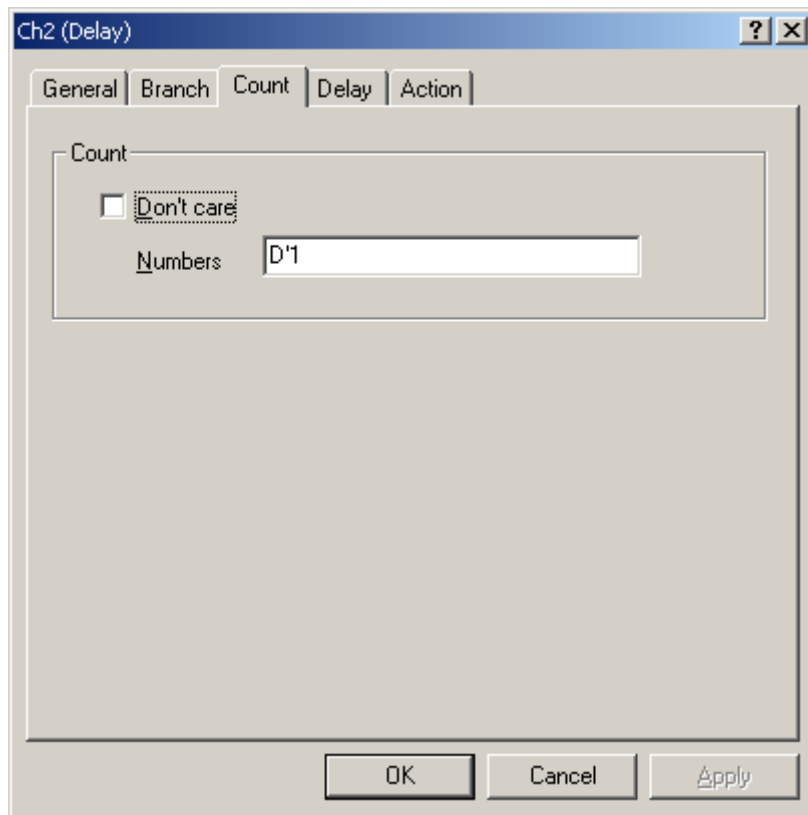 Ch2 (Delay)
General Branch Count Delay Action
Count
Don't care
Numbers D'1
OK Cancel Apply